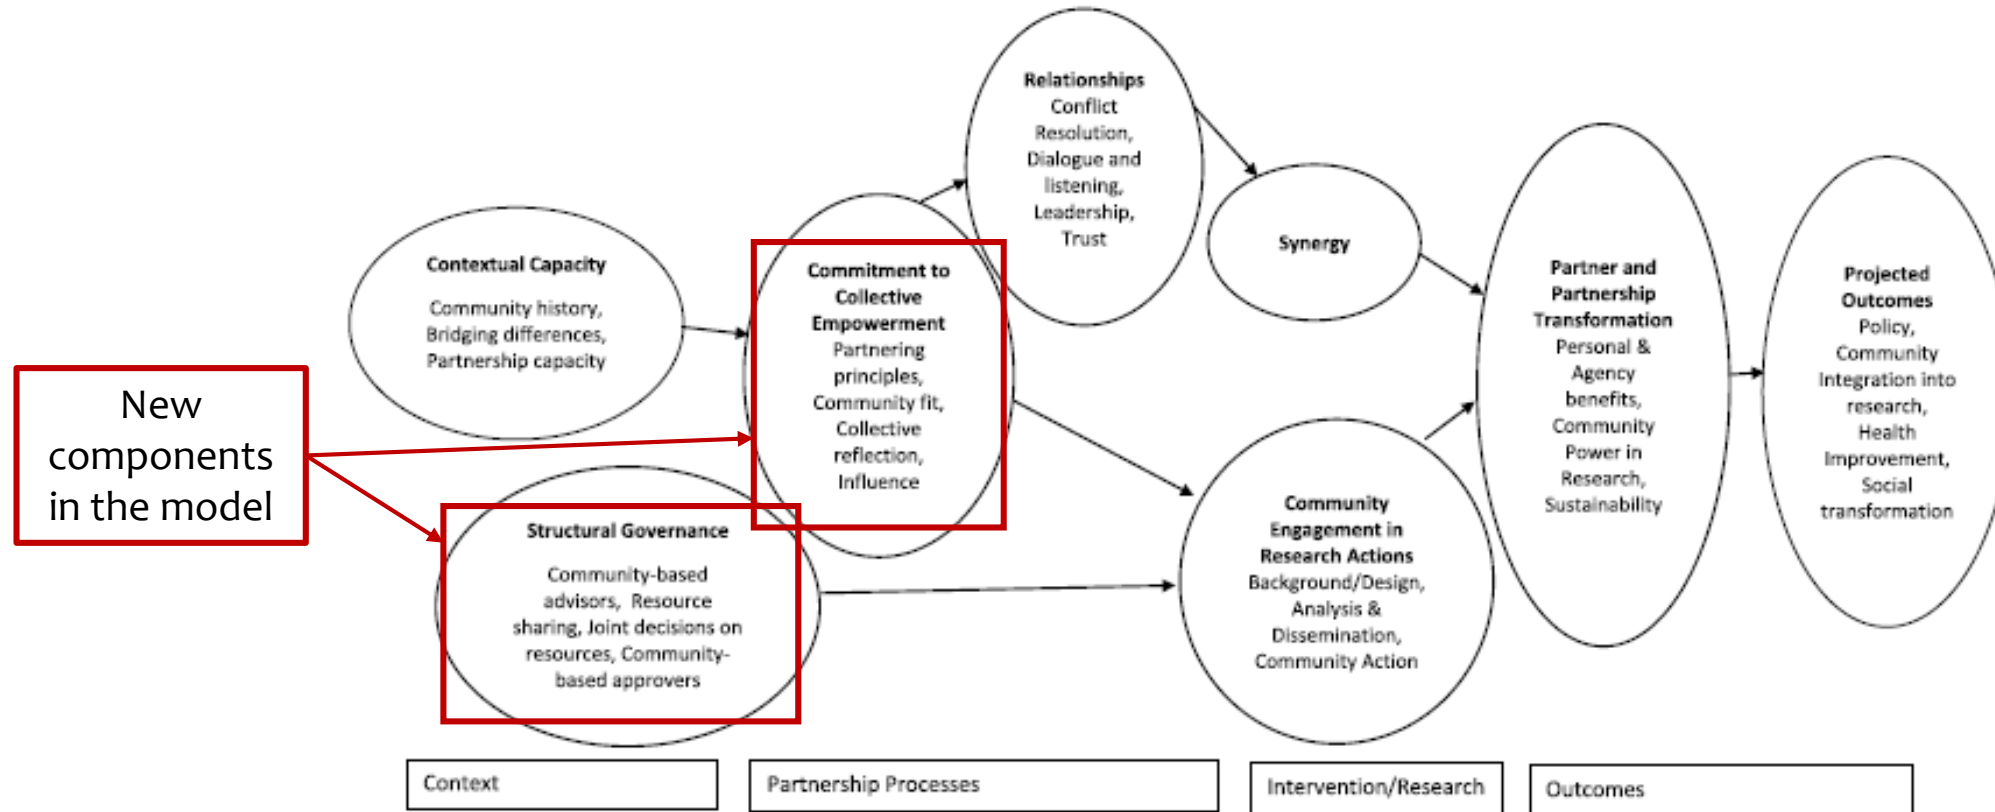 New
components
in the model
Contextual Capacity
Community history,
Bridging differences,
Partnership capacity
Structural Governance
Community-based
advisors, Resource
sharing, Joint decisions on
resources, Community-
based approvers
Commitment to
Collective
Empowerment
Partnering
principles,
Community fit,
Collective
reflection,
Influence
Relationships
Conflict
Resolution,
Dialogue and
listening,
Leadership,
Trust
Synergy
Community
Engagement in
Research Actions
Background/Design,
Analysis &
Dissemination,
Community Action
Partner and
Partnership
Transformation
Personal &
Agency
benefits,
Community
Power in
Research,
Sustainability
Projected
Outcomes
Policy,
Community
Integration into
research,
Health
Improvement,
Social
transformation
Context
Partnership Processes
Intervention/Research
Outcomes